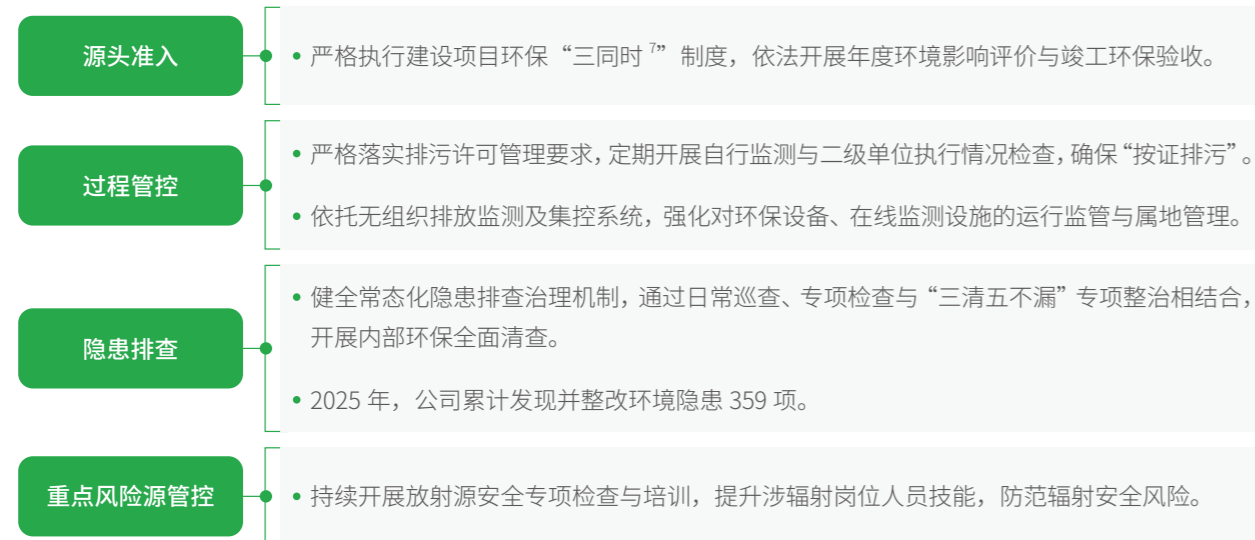 源头准入
• 严格执行建设项目环保“三同时 7”制度，依法开展年度环境影响评价与竣工环保验收。
过程管控
• 严格落实排污许可管理要求，定期开展自行监测与二级单位执行情况检查，确保“按证排污”。
• 依托无组织排放监测及集控系统，强化对环保设备、在线监测设施的运行监管与属地管理。
隐患排查
• 健全常态化隐患排查治理机制，通过日常巡查、专项检查与“三清五不漏”专项整治相结合，
开展内部环保全面清查。
• 2025 年，公司累计发现并整改环境隐患 359 项。
重点风险源管控
• 持续开展放射源安全专项检查与培训，提升涉辐射岗位人员技能，防范辐射安全风险。